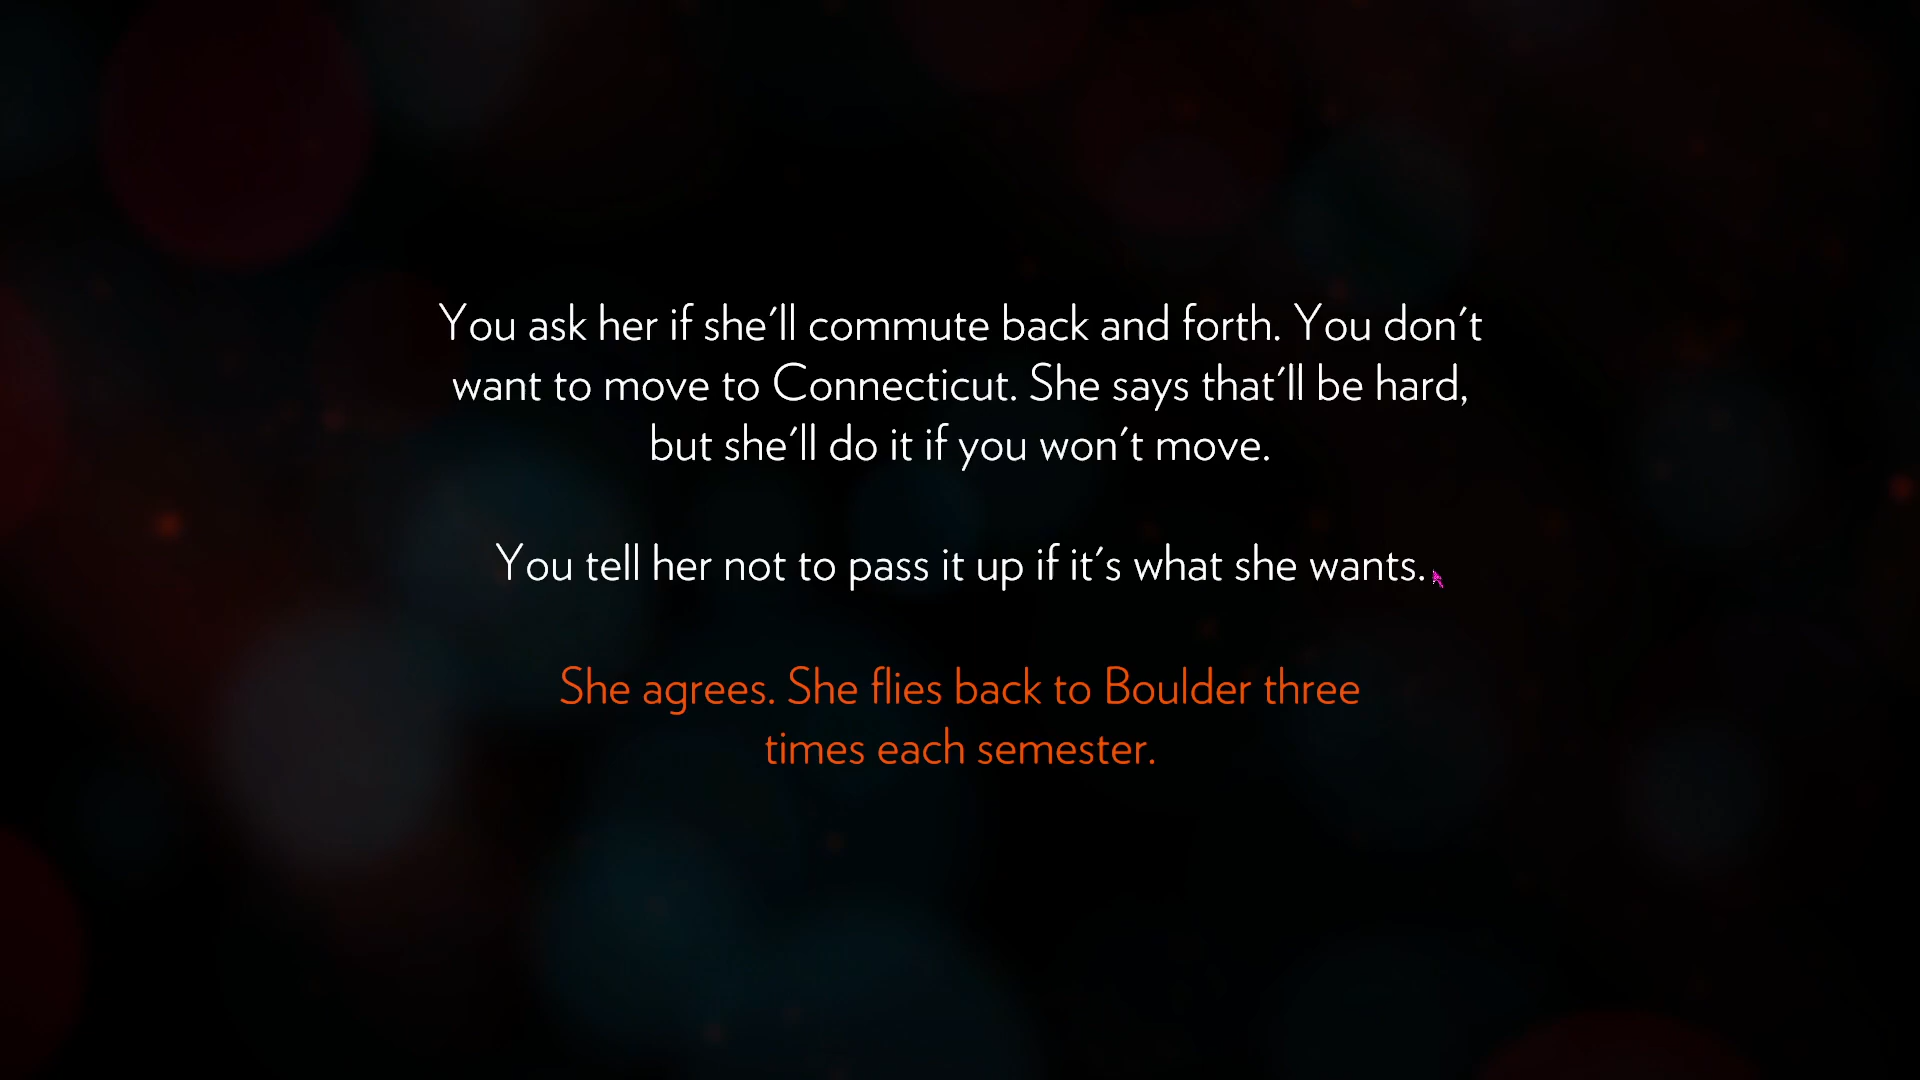 You ask her if she'll commute back and forth. You don't
want to move to Connecticut. She says that'll be hard,
but she'll do it if you won't move.
You tell her not to pass it up if it's what she wants.
She agrees. She flies back to Boulder three
times each semester.